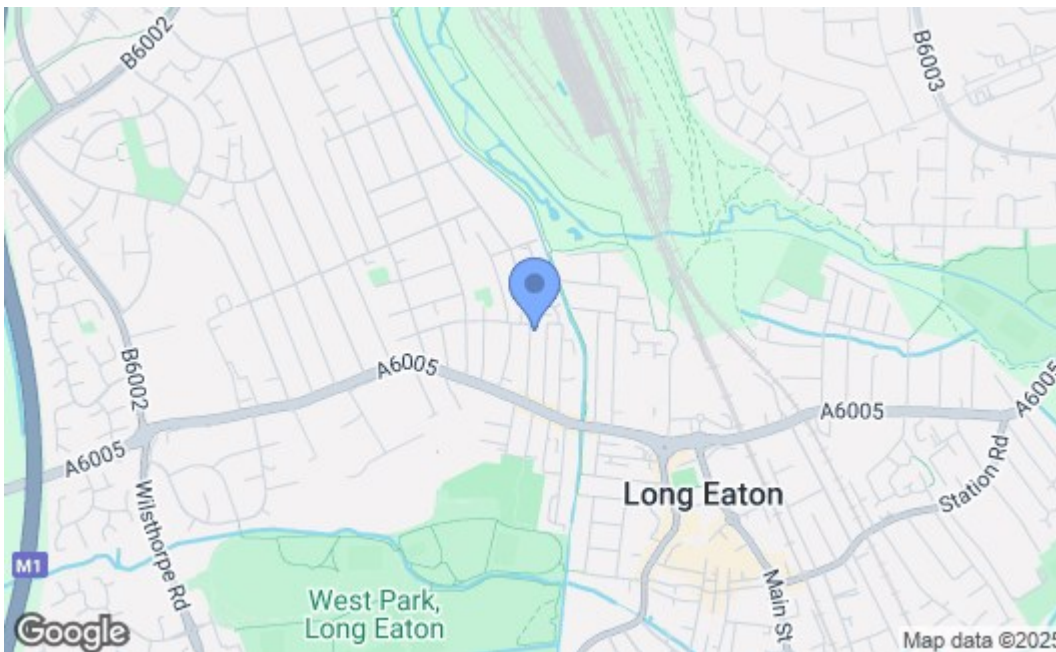 B6002
B6003
B6002
A6005
A6005
A6005
A6005
Wilsthorpe Rd
Long Eaton
Station Rd
M1
West Park,
Long Eaton
Main St
Google
Map data ©2025